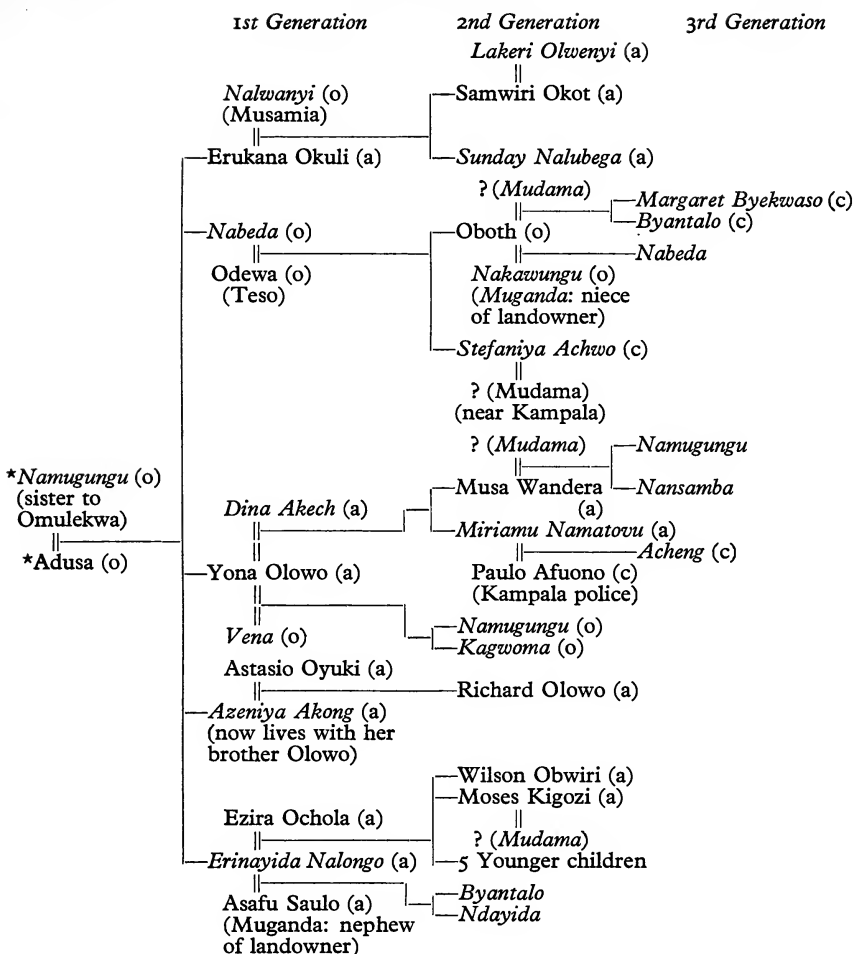 1st Generation 2nd Generation 3rd Generation
Lakeri Olwenyi (a)
Nalwanyi (o)
(Musamia)
Samwiri Okot (a)
Erukana Okuli (a)
Sunday Nalubega (a)
? (Mudama)
Margaret Byekwaso (c)
Byantalo (c)
Nabeda (o)
Oboth (o)
Nabeda
Odewa (o)
(Teso)
Nakawungu (o)
(Muganda: niece
of landowner)
Stefaniya Achwo (c)
? (Mudama)
(near Kampala)
? (Mudama)
Namugungu
*Namugungu (o)
(sister to
Omulekwa)
*Adusa (o)
Dina Akech (a)
Musa Wandera
(a)
Nansamba
Miriamu Namatovu (a)
Acheng (c)
Yona Olowo (a)
Paulo Afuono (c)
(Kampala police)
Vena (o)
Namugungu (o)
Kagwoma (o)
Astasio Oyuki (a)
Richard Olowo (a)
Azeniya Akong (a)
(now lives with her
brother Olowo)
Wilson Obwiri (a)
Moses Kigozi (a)
Ezira Ochola (a)
? (Mudama)
Erinayida Nalongo (a)
5 Younger children
Asafu Saulo (a)
(Muganda: nephew
of landowner)
Byantalo
Ndayida